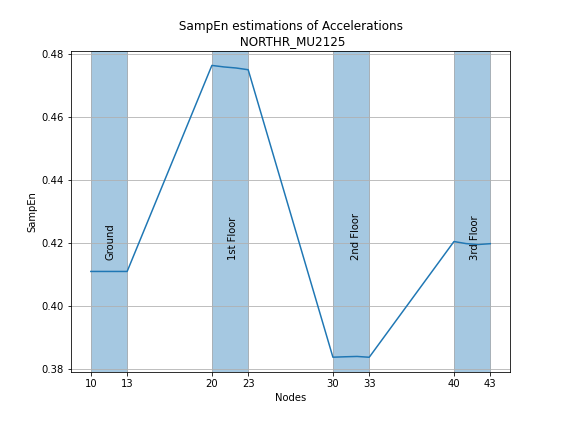 SampEn estimations of Accelerations
NORTHR_MU2125
0.48
0.46
0.44
0.42
0.40
0.38
SampEn
Ground
1st Floor
2nd Floor
3rd Floor
10 13 20 23 30 33 40 43
Nodes